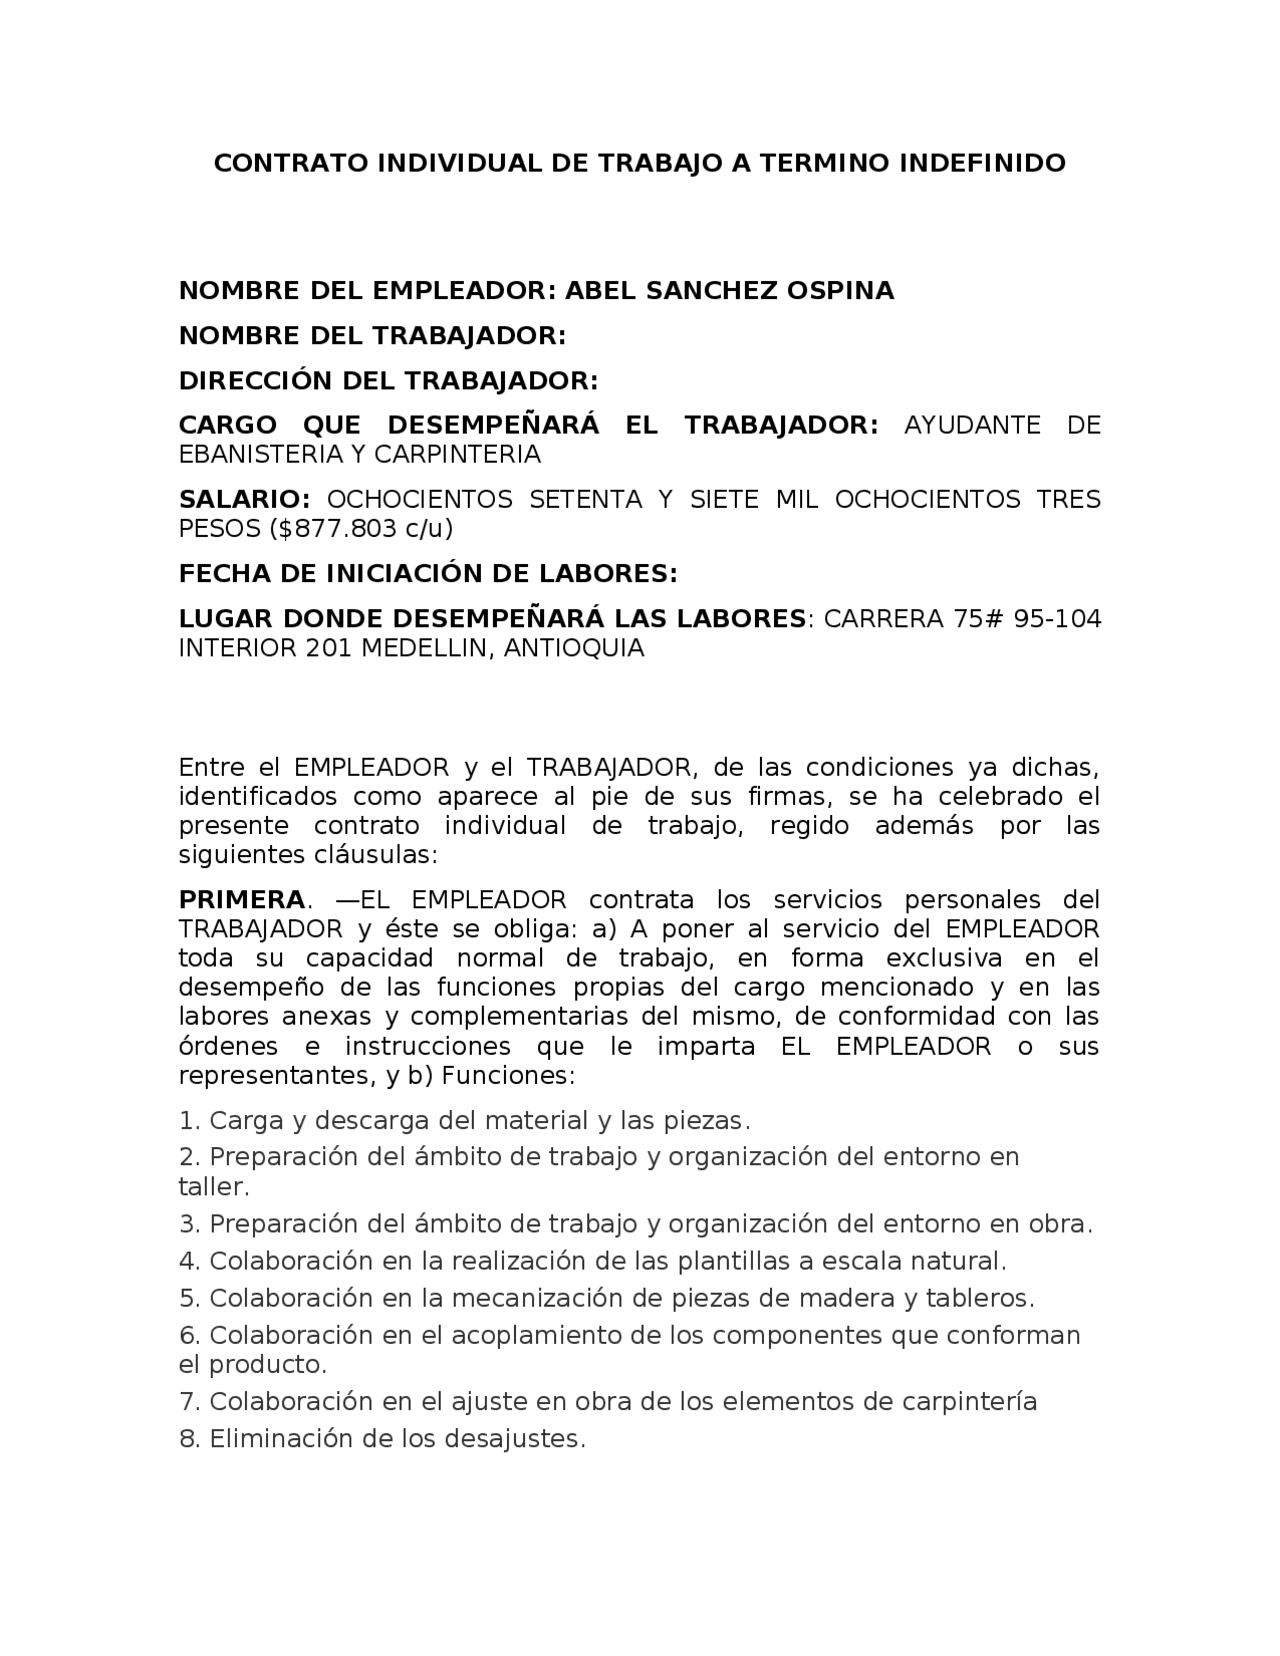 CONTRATO INDIVIDUAL DE TRABAJO A TERMINO INDEFINIDO
NOMBRE DEL EMPLEADOR: ABEL SANCHEZ OSPINA
NOMBRE DEL TRABAJADOR:
DIRECCIÓN DEL TRABAJADOR:
CARGO QUE DESEMPEÑARÁ EL TRABAJADOR: AYUDANTE DE
EBANISTERIA Y CARPINTERIA
SALARIO: OCHOCIENTOS SETENTA Y SIETE MIL OCHOCIENTOS TRES
PESOS ($877.803 c/u)
FECHA DE INICIACIÓN DE LABORES:
LUGAR DONDE DESEMPEÑARÁ LAS LABORES: CARRERA 75# 95-104
INTERIOR 201 MEDELLIN, ANTIOQUIA
Entre el EMPLEADOR y el TRABAJADOR, de las condiciones ya dichas,
identificados como aparece al pie de sus firmas, se ha celebrado el
presente contrato individual de trabajo, regido además por las
siguientes cláusulas:
PRIMERA. —EL EMPLEADOR contrata los servicios personales del
TRABAJADOR y éste se obliga: a) A poner al servicio del EMPLEADOR
toda su capacidad normal de trabajo, en forma exclusiva en el
desempeño de las funciones propias del cargo mencionado y en las
labores anexas y complementarias del mismo, de conformidad con las
órdenes e instrucciones que le imparta EL EMPLEADOR o sus
representantes, y b) Funciones:
1. Carga y descarga del material y las piezas.
2. Preparación del ámbito de trabajo y organización del entorno en
taller.
3. Preparación del ámbito de trabajo y organización del entorno en obra.
4. Colaboración en la realización de las plantillas a escala natural.
5. Colaboración en la mecanización de piezas de madera y tableros.
6. Colaboración en el acoplamiento de los componentes que conforman
el producto.
7. Colaboración en el ajuste en obra de los elementos de carpintería
8. Eliminación de los desajustes.